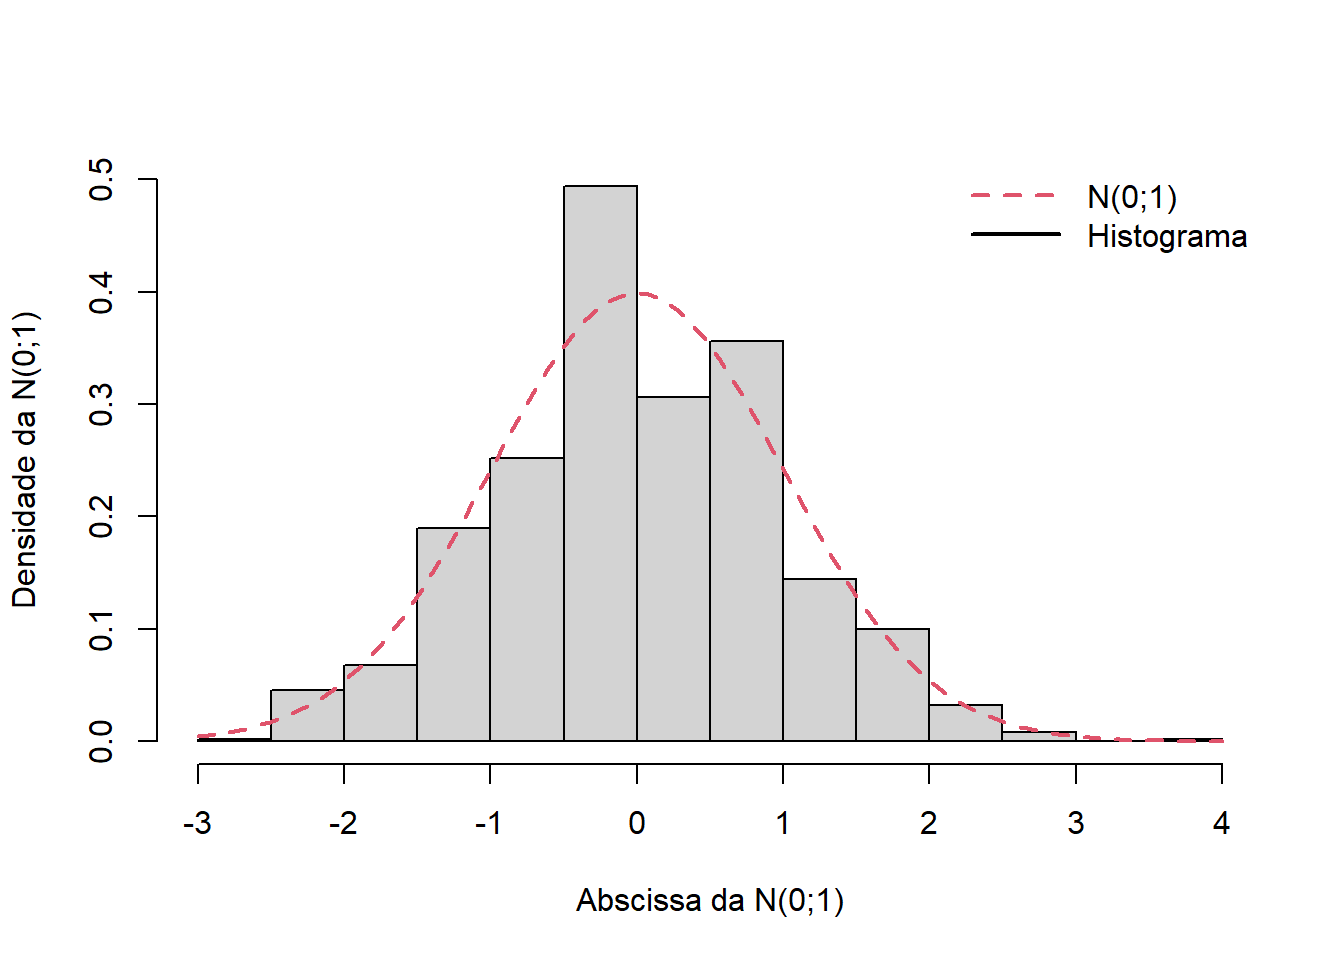 N(0;1)
Histograma
Densidade da N(0;1)
0.5
0.4
0.3
0.2
0.1
0.0
-3 -2 -1 0 1 2 3 4
Abscissa da N(0;1)